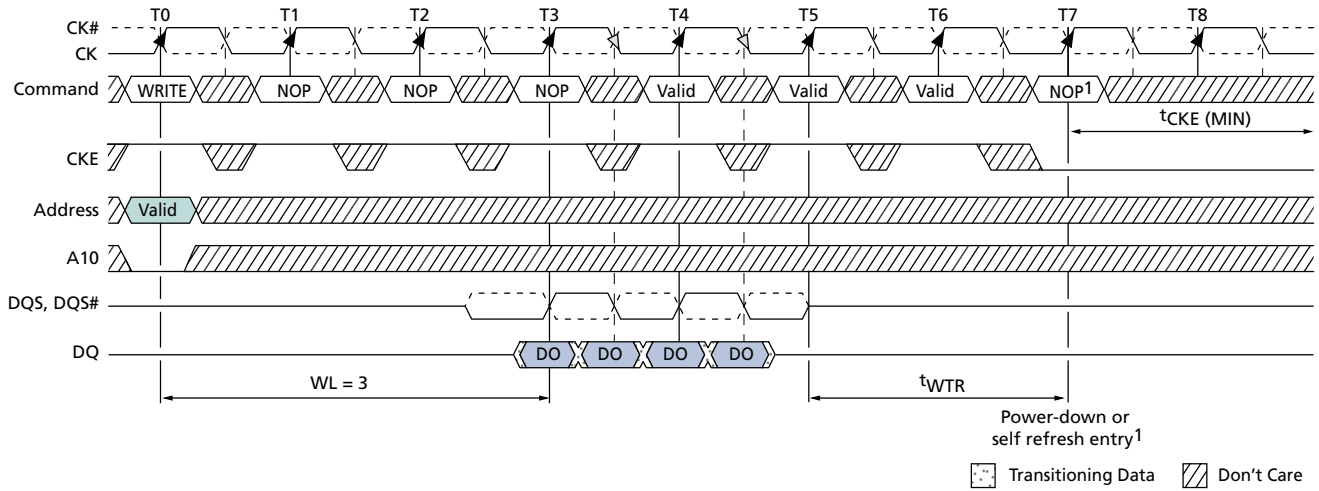 T0 T1 T2 T3 T4 T5 T6 T7 T8
CK#
CK
Command WRITE NOP NOP NOP Valid Valid Valid NOP1
tCKE (MIN)
CKE
Address Valid
A10
DQS, DQS#
DQ DO DO DO DO
WL = 3 tWTR
Power-down or
self refresh entry1
Transitioning Data Don't Care